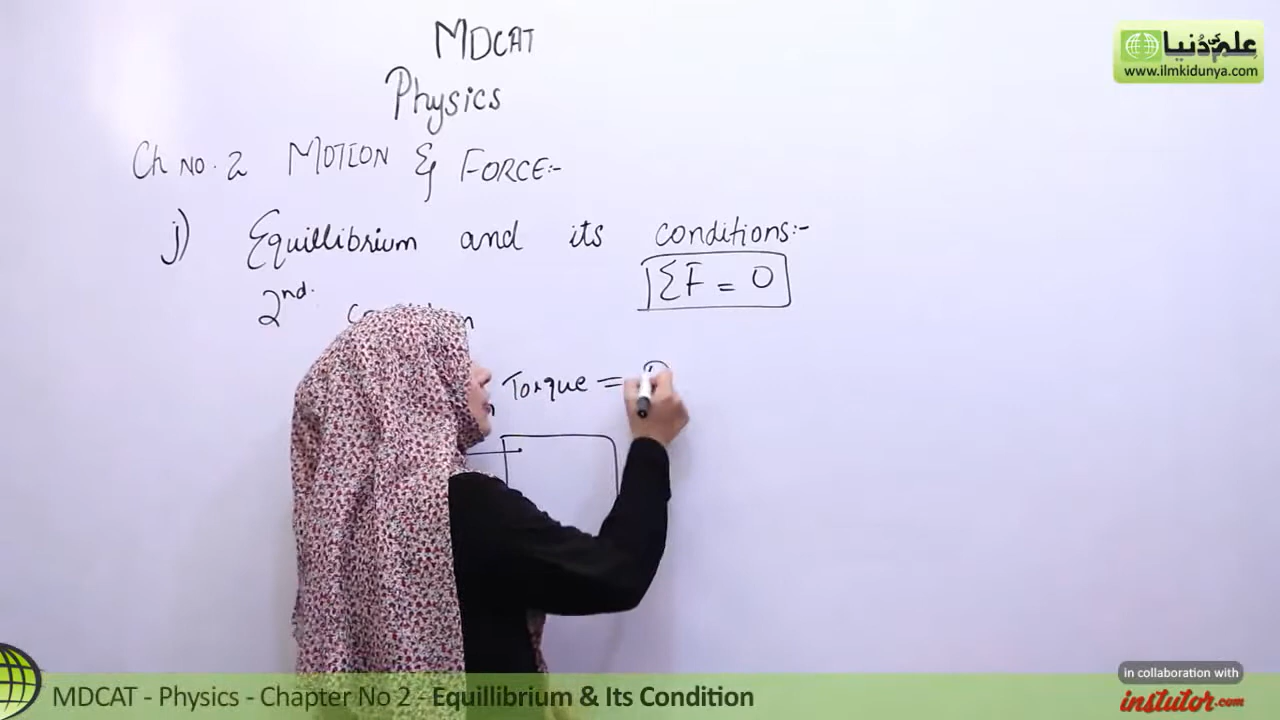 MDCAT
Physics
Ch NO. 2 MOTION & FORCE:-
j) Equillibrium and its conditions:-
ΣF = 0
2nd.
Torque =
علم کی دُنیا
www.ilmkidunya.com
MDCAT - Physics - Chapter No 2 - Equillibrium & Its Condition
in collaboration with
instutor.com